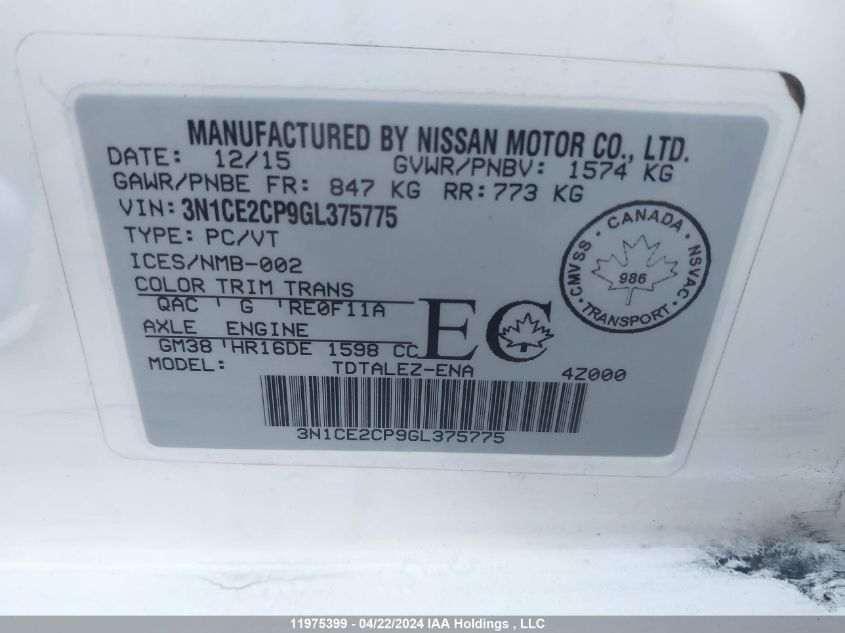 MANUFACTURED BY NISSAN MOTOR CO., LTD.
DATE: 12/15 GVWR/PNBV: 1574 KG
GAWR/PNBE FR: 847 KG RR: 773 KG
VIN: 3N1CE2CP9GL375775
TYPE: PC/VT
ICES/NMB-002
COLOR TRIM TRANS
QAC G RE0F11A
AXLE ENGINE
GM38 HR16DE 1598 CC
MODEL: TDTALEZ-ENA 4Z000
EC
CANADA
CMVSS
NSVAC
986
TRANSPORT
3N1CE2CP9GL375775
11975399 - 04/22/2024 IAA Holdings , LLC